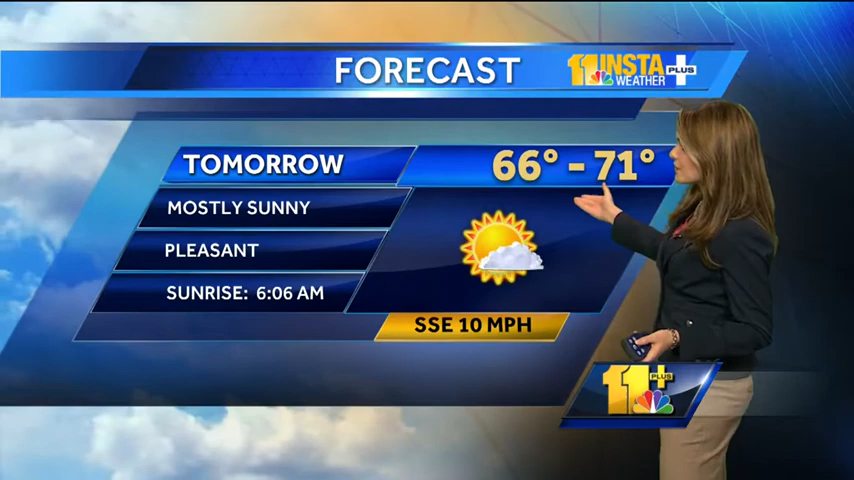 FORECAST
11 INSTA
WEATHER PLUS
TOMORROW
66° - 71°
MOSTLY SUNNY
PLEASANT
SUNRISE: 6:06 AM
SSE 10 MPH
11 PLUS